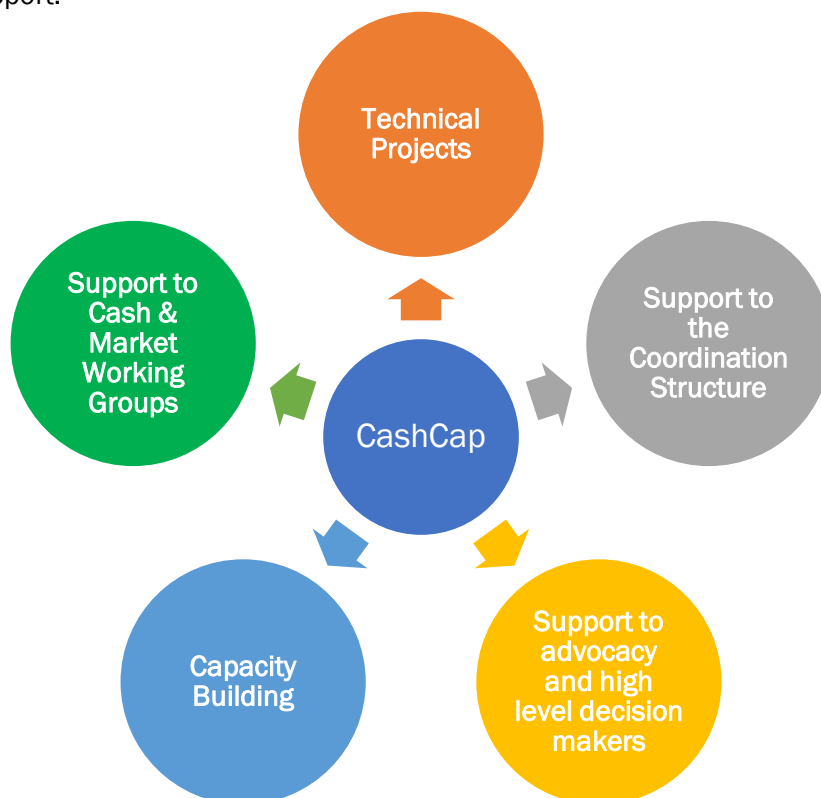 Technical
Projects
Support to
Cash &
Market
Working
Groups
Support to
the
Coordination
Structure
CashCap
Capacity
Building
Support to
advocacy
and high
level decision
makers